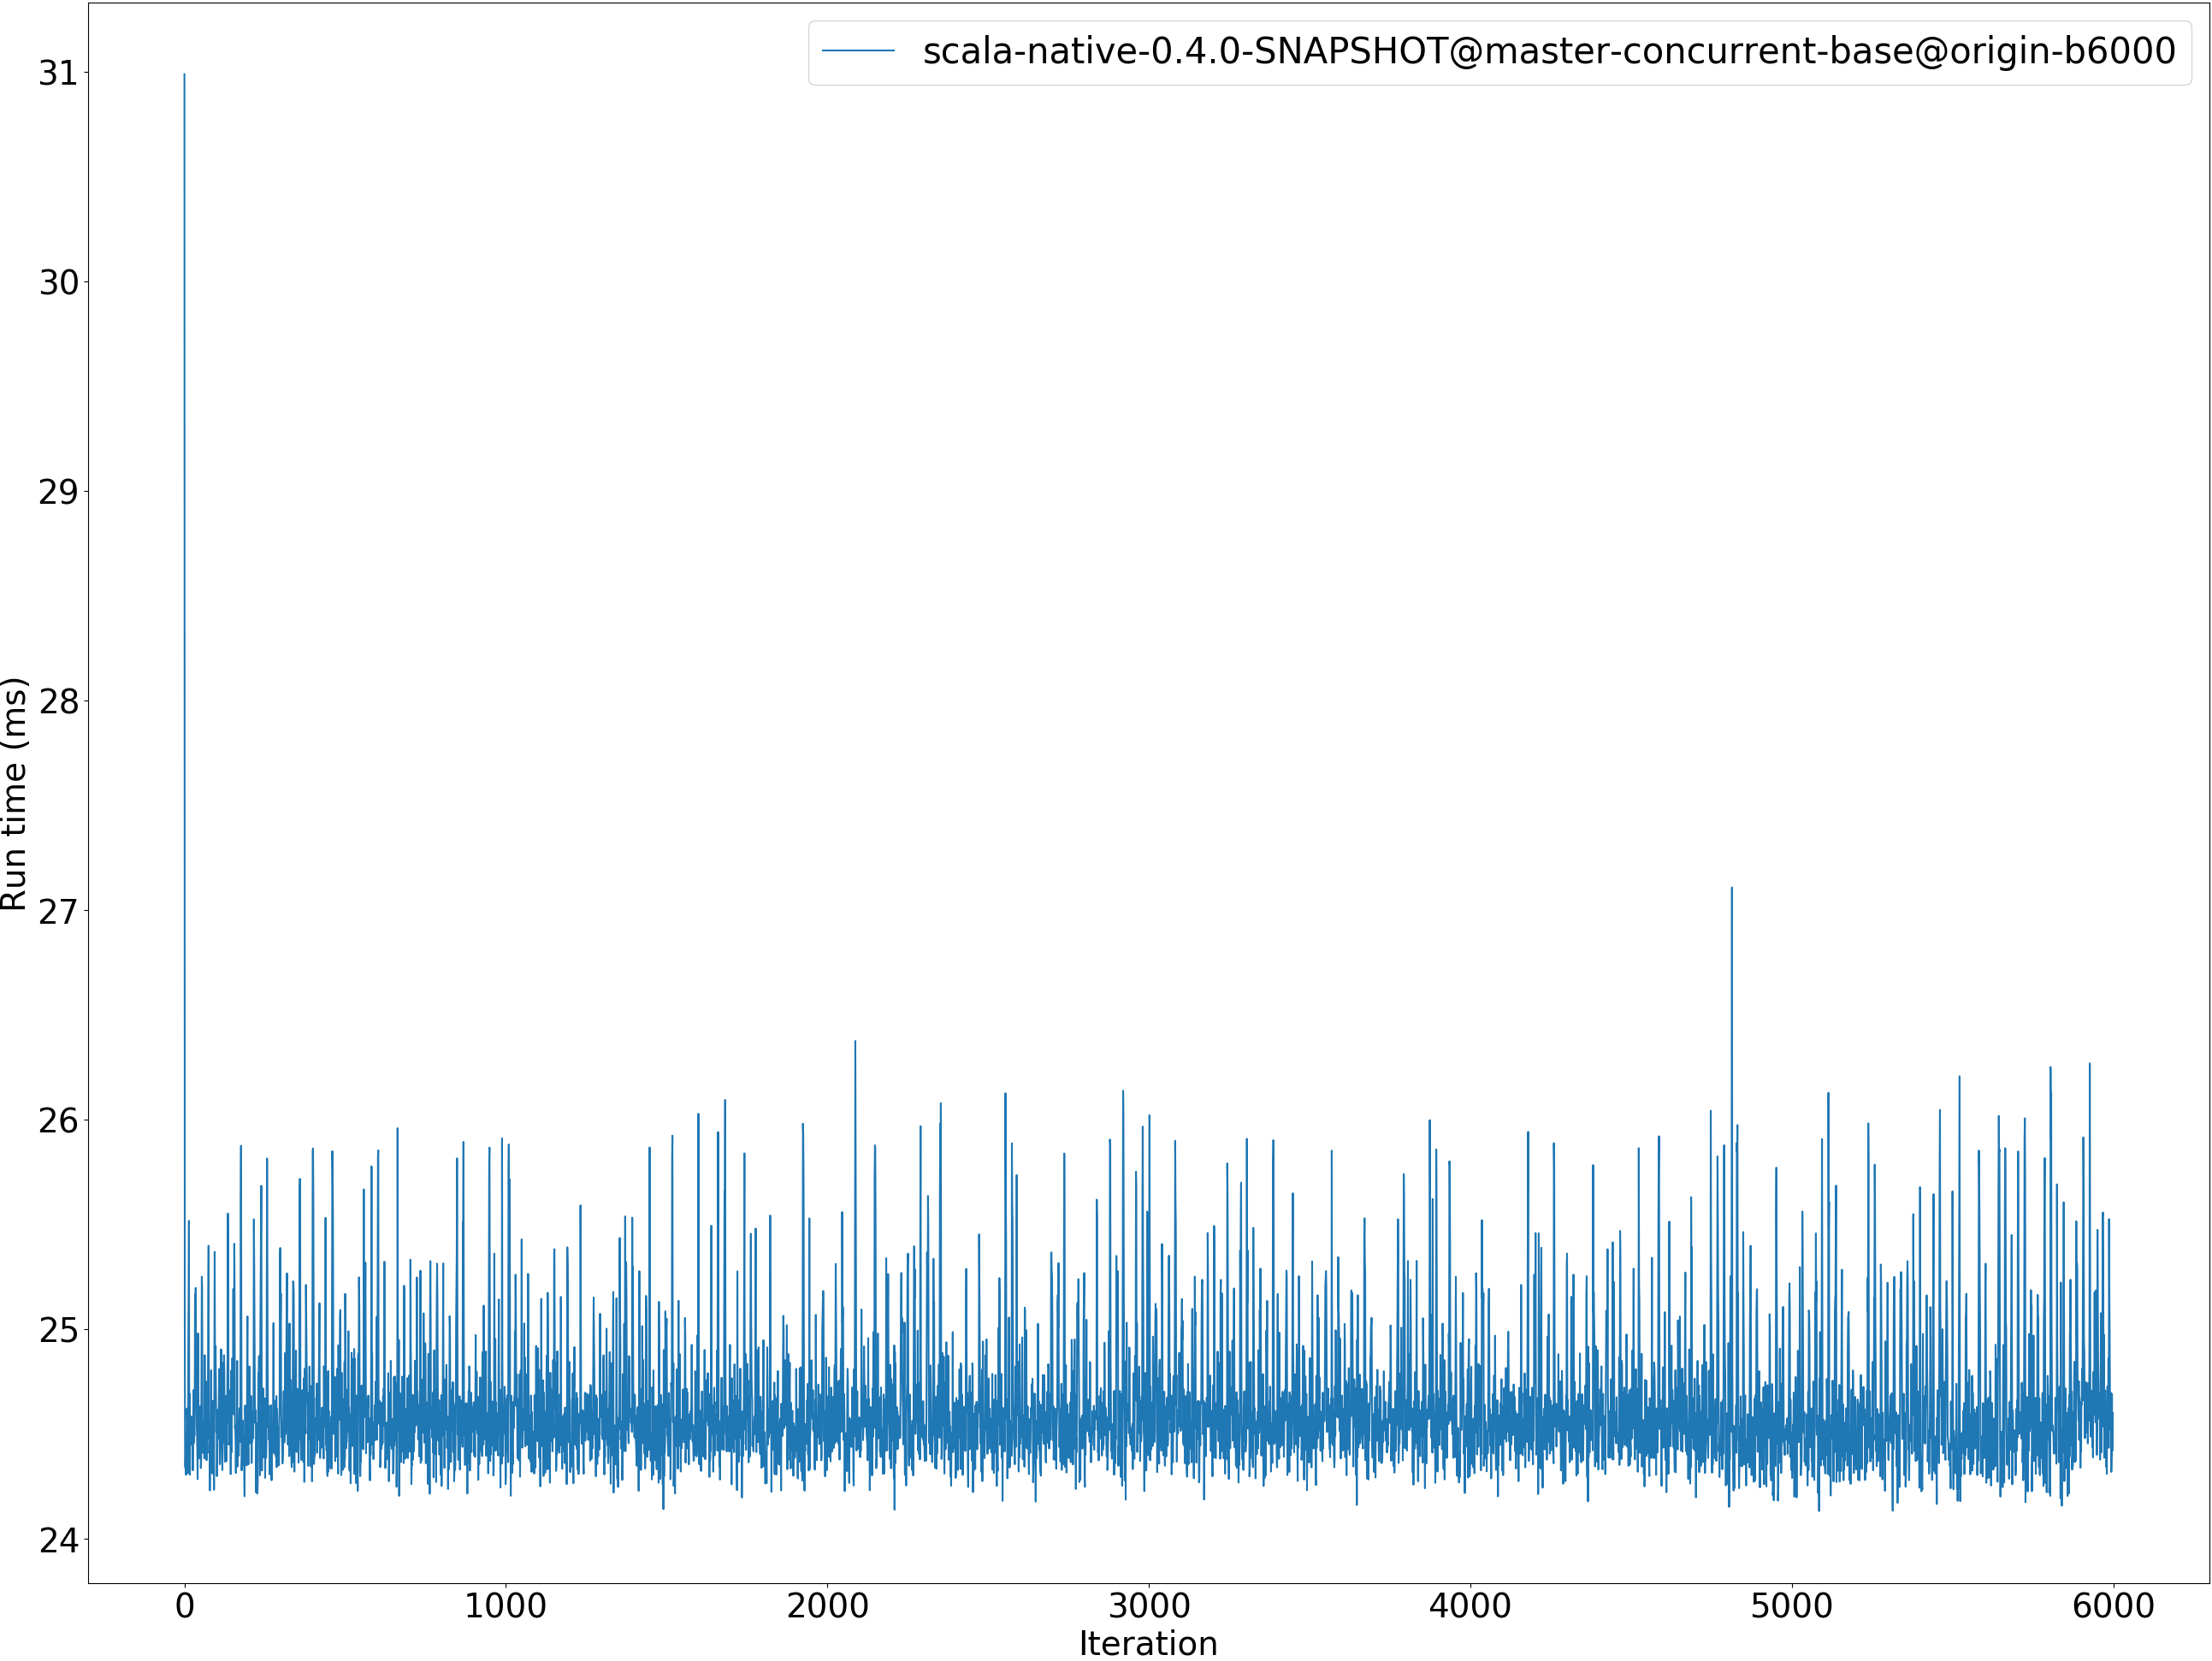 scala-native-0.4.0-SNAPSHOT@master-concurrent-base@origin-b6000
31
30
29
28
27
26
25
24
Run time (ms)
0 1000 2000 3000 4000 5000 6000
Iteration